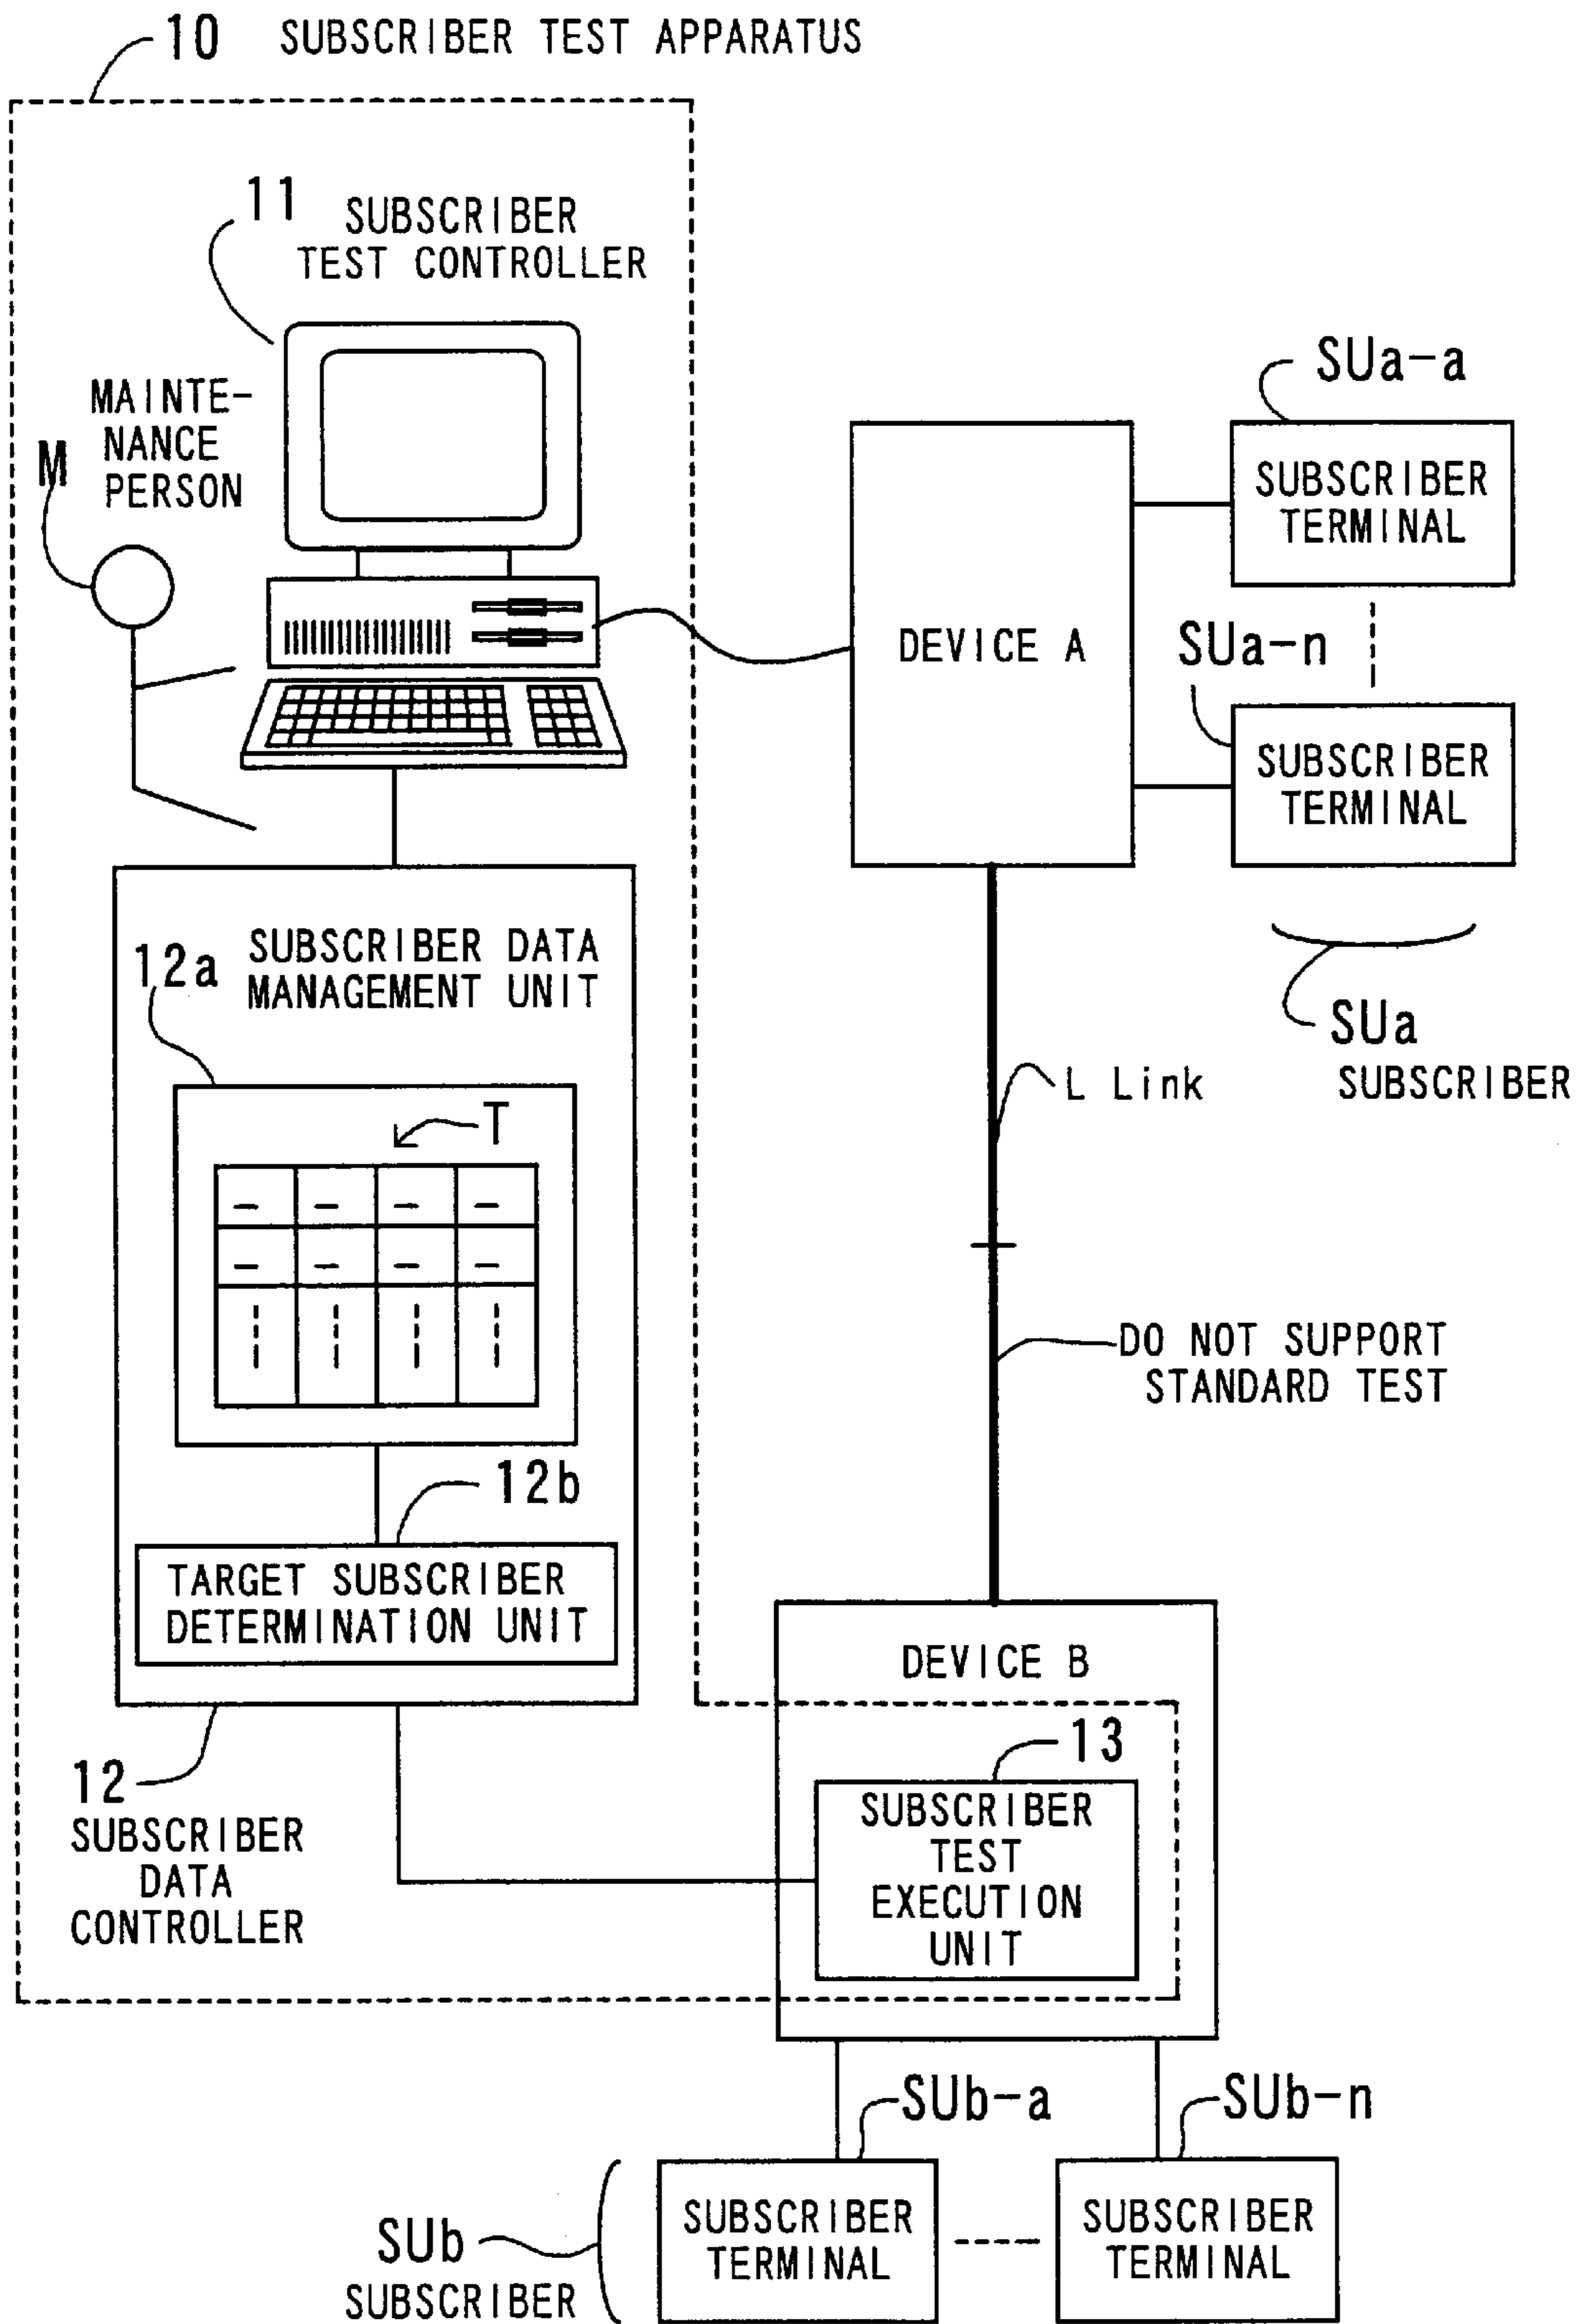 10 SUBSCRIBER TEST APPARATUS
11 SUBSCRIBER
TEST CONTROLLER
MAINTE-
NANCE
PERSON
M
SUa-a
SUBSCRIBER
TERMINAL
DEVICE A
SUa-n
SUBSCRIBER
TERMINAL
SUa
SUBSCRIBER
12a
SUBSCRIBER DATA
MANAGEMENT UNIT
T
L Link
DO NOT SUPPORT
STANDARD TEST
12b
TARGET SUBSCRIBER
DETERMINATION UNIT
12
SUBSCRIBER
DATA
CONTROLLER
DEVICE B
13
SUBSCRIBER
TEST
EXECUTION
UNIT
SUb-a
SUb-n
SUb
SUBSCRIBER
SUBSCRIBER
TERMINAL
SUBSCRIBER
TERMINAL